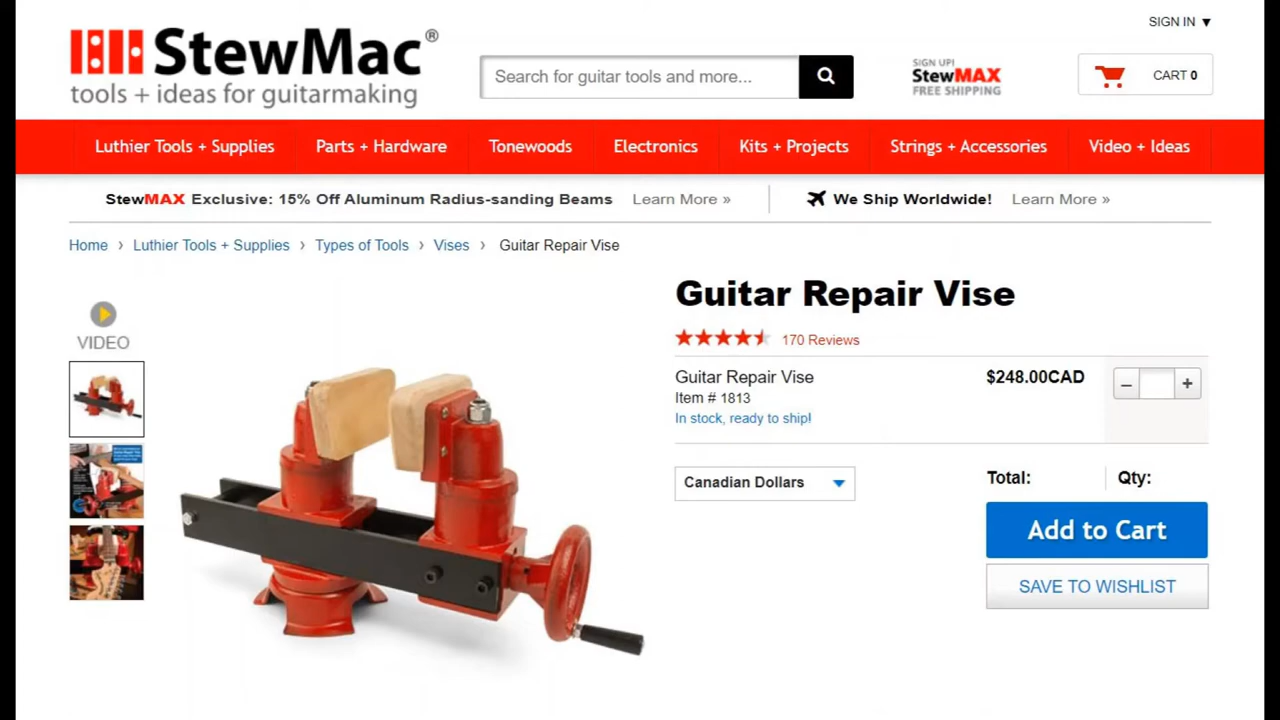 SIGN IN ▼
StewMac®
tools + ideas for guitarmaking
Search for guitar tools and more...
SIGN UP!
StewMAX
FREE SHIPPING
CART 0
Luthier Tools + Supplies
Parts + Hardware
Tonewoods
Electronics
Kits + Projects
Strings + Accessories
Video + Ideas
StewMAX Exclusive: 15% Off Aluminum Radius-sanding Beams Learn More »
We Ship Worldwide! Learn More »
Home › Luthier Tools + Supplies › Types of Tools › Vises › Guitar Repair Vise
VIDEO
Guitar Repair Vise
170 Reviews
Guitar Repair Vise
$248.00CAD
– +
Item # 1813
In stock, ready to ship!
Canadian Dollars
Total:
Qty:
Add to Cart
SAVE TO WISHLIST